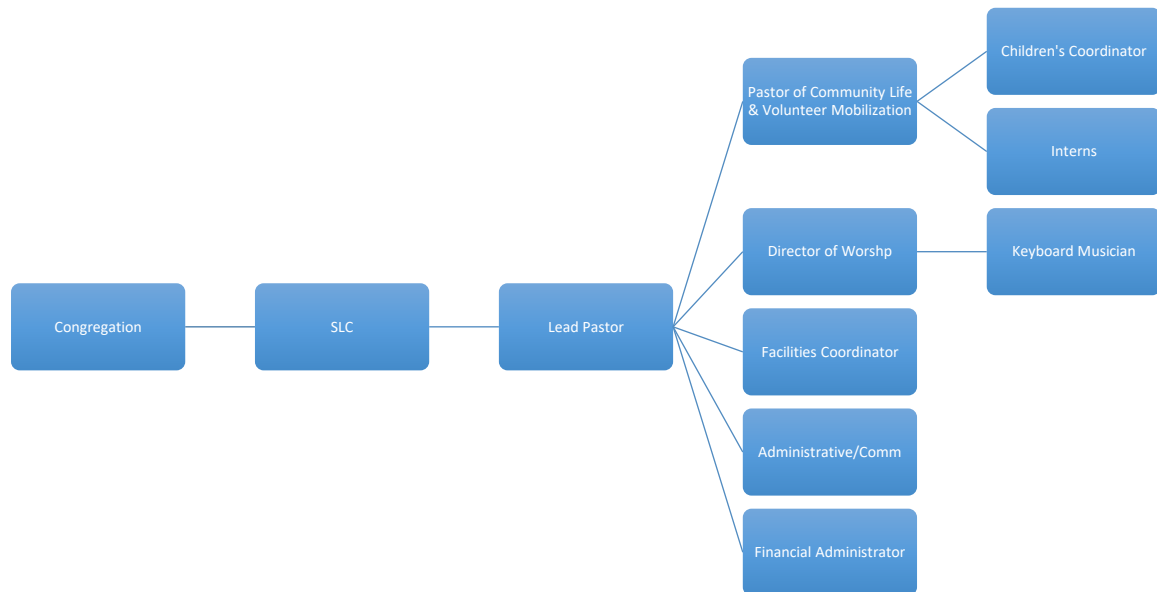 Congregation
SLC
Lead Pastor
Pastor of Community Life
& Volunteer Mobilization
Children's Coordinator
Interns
Director of Worshp
Keyboard Musician
Facilities Coordinator
Administrative/Comm
Financial Administrator